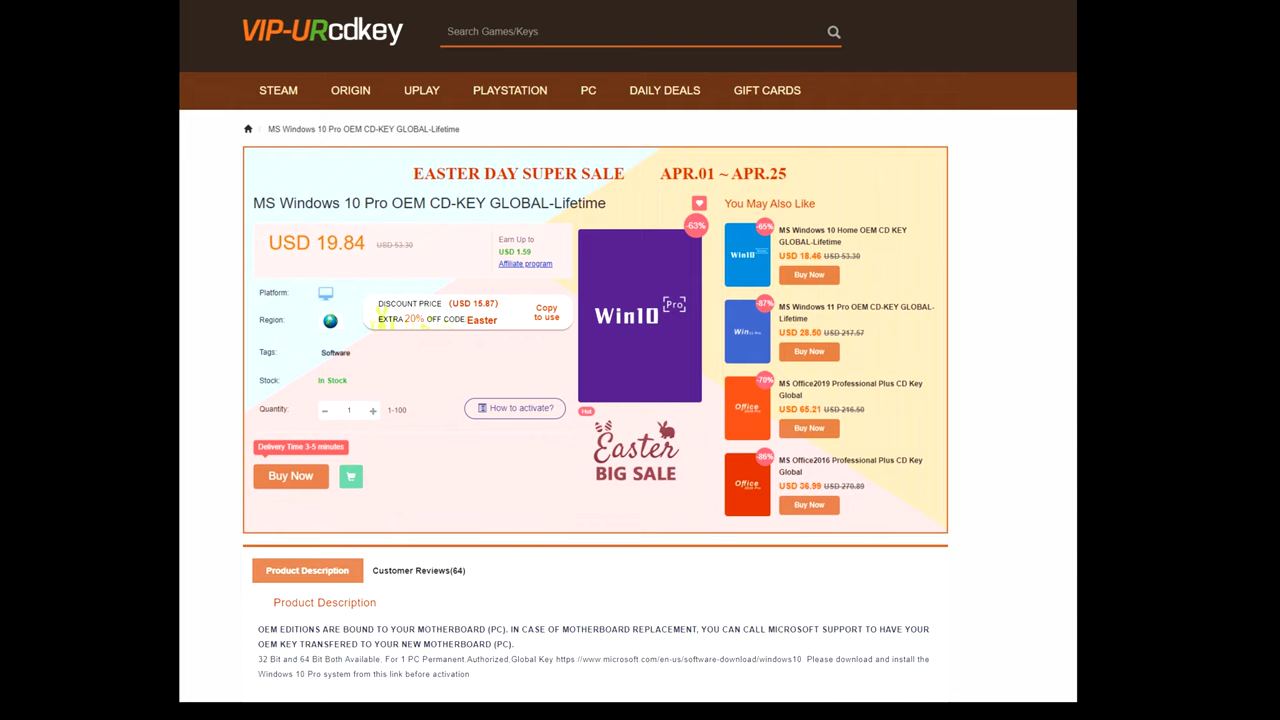 VIP-URcdkey
Search Games/Keys
STEAM ORIGIN UPLAY PLAYSTATION PC DAILY DEALS GIFT CARDS
MS Windows 10 Pro OEM CD-KEY GLOBAL-Lifetime
EASTER DAY SUPER SALE APR.01 ~ APR.25
MS Windows 10 Pro OEM CD-KEY GLOBAL-Lifetime
USD 19.84 USD 53.30
Earn Up to
USD 1.59
Affiliate program
Platform:
Region:
DISCOUNT PRICE (USD 15.87)
EXTRA 20% OFF CODE Easter
Copy
to use
Tags: Software
Stock: In Stock
Quantity: − 1 + 1-100
How to activate?
Delivery Time 3-5 minutes
Buy Now
-63%
Win10 Pro
Hot
Easter
BIG SALE
You May Also Like
-65%
Win10
MS Windows 10 Home OEM CD KEY
GLOBAL-Lifetime
USD 18.46 USD 53.30
Buy Now
-87%
Win11 Pro
MS Windows 11 Pro OEM CD-KEY GLOBAL-
Lifetime
USD 28.50 USD 217.57
Buy Now
-70%
Office
MS Office2019 Professional Plus CD Key
Global
USD 65.21 USD 216.50
Buy Now
-86%
Office
MS Office2016 Professional Plus CD Key
Global
USD 36.99 USD 270.89
Buy Now
Product Description Customer Reviews(64)
Product Description
OEM EDITIONS ARE BOUND TO YOUR MOTHERBOARD (PC). IN CASE OF MOTHERBOARD REPLACEMENT, YOU CAN CALL MICROSOFT SUPPORT TO HAVE YOUR
OEM KEY TRANSFERED TO YOUR NEW MOTHERBOARD (PC).
32 Bit and 64 Bit Both Available, For 1 PC Permanent.Authorized,Global Key https://www.microsoft.com/en-us/software-download/windows10 Please download and install the
Windows 10 Pro system from this link before activation